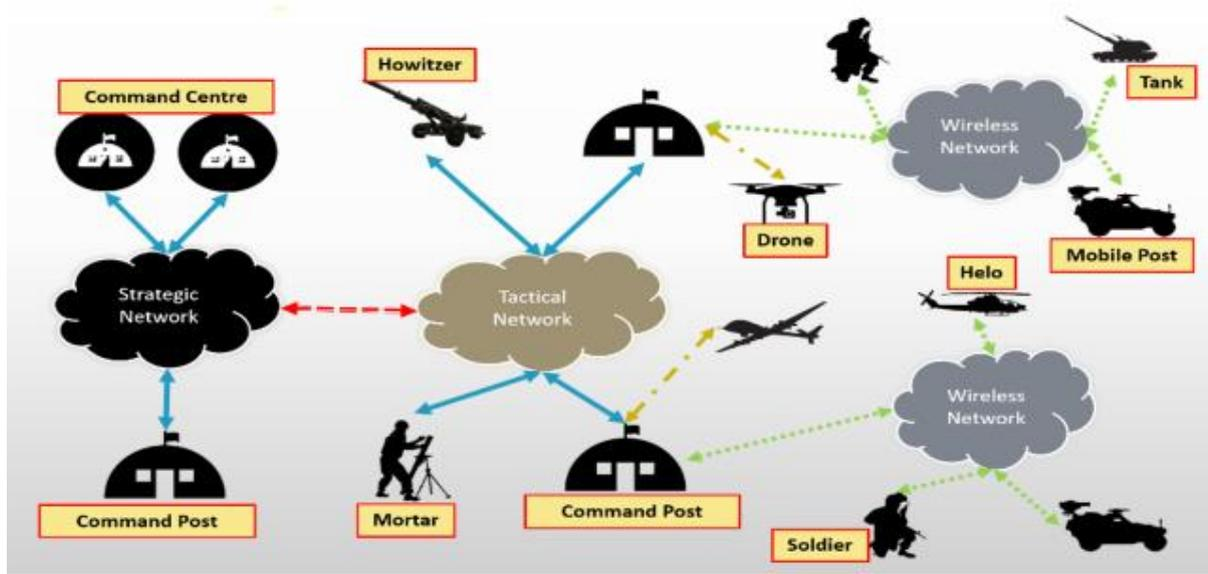 Command Centre
Howitzer
Tank
Wireless
Network
Drone
Mobile Post
Helo
Strategic
Network
Tactical
Network
Wireless
Network
Command Post
Mortar
Command Post
Soldier